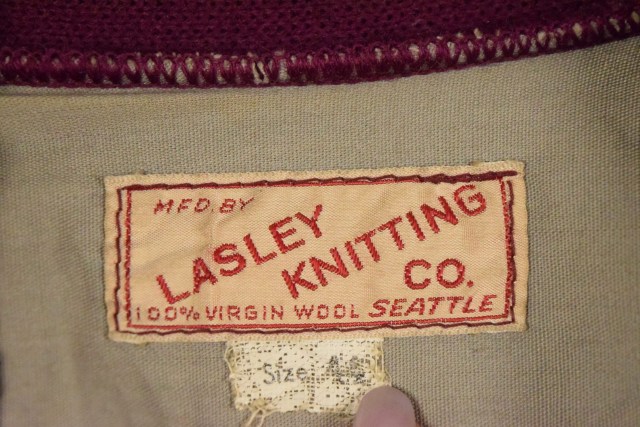 MFD. BY
LASLEY
KNITTING
CO.
100% VIRGIN WOOL SEATTLE
Size